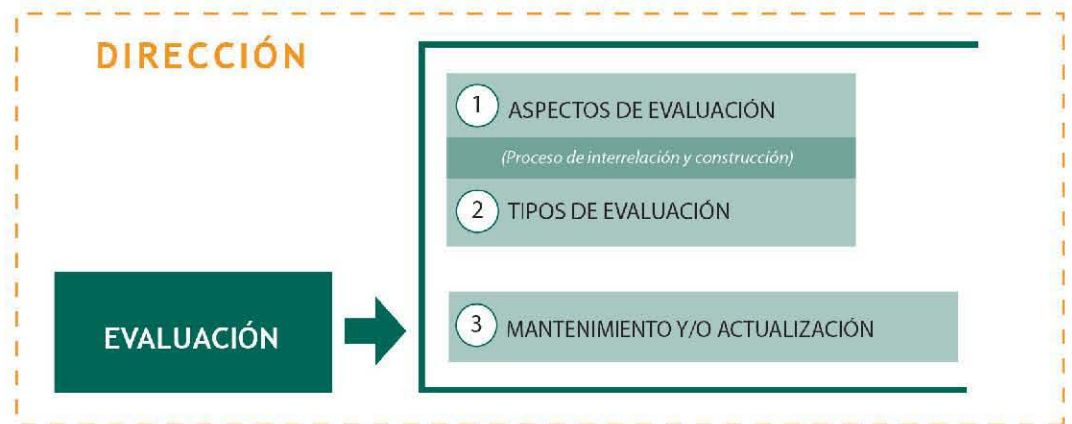 DIRECCIÓN
1 ASPECTOS DE EVALUACIÓN
(Proceso de interrelación y construcción)
2 TIPOS DE EVALUACIÓN
EVALUACIÓN
3 MANTENIMIENTO Y/O ACTUALIZACIÓN